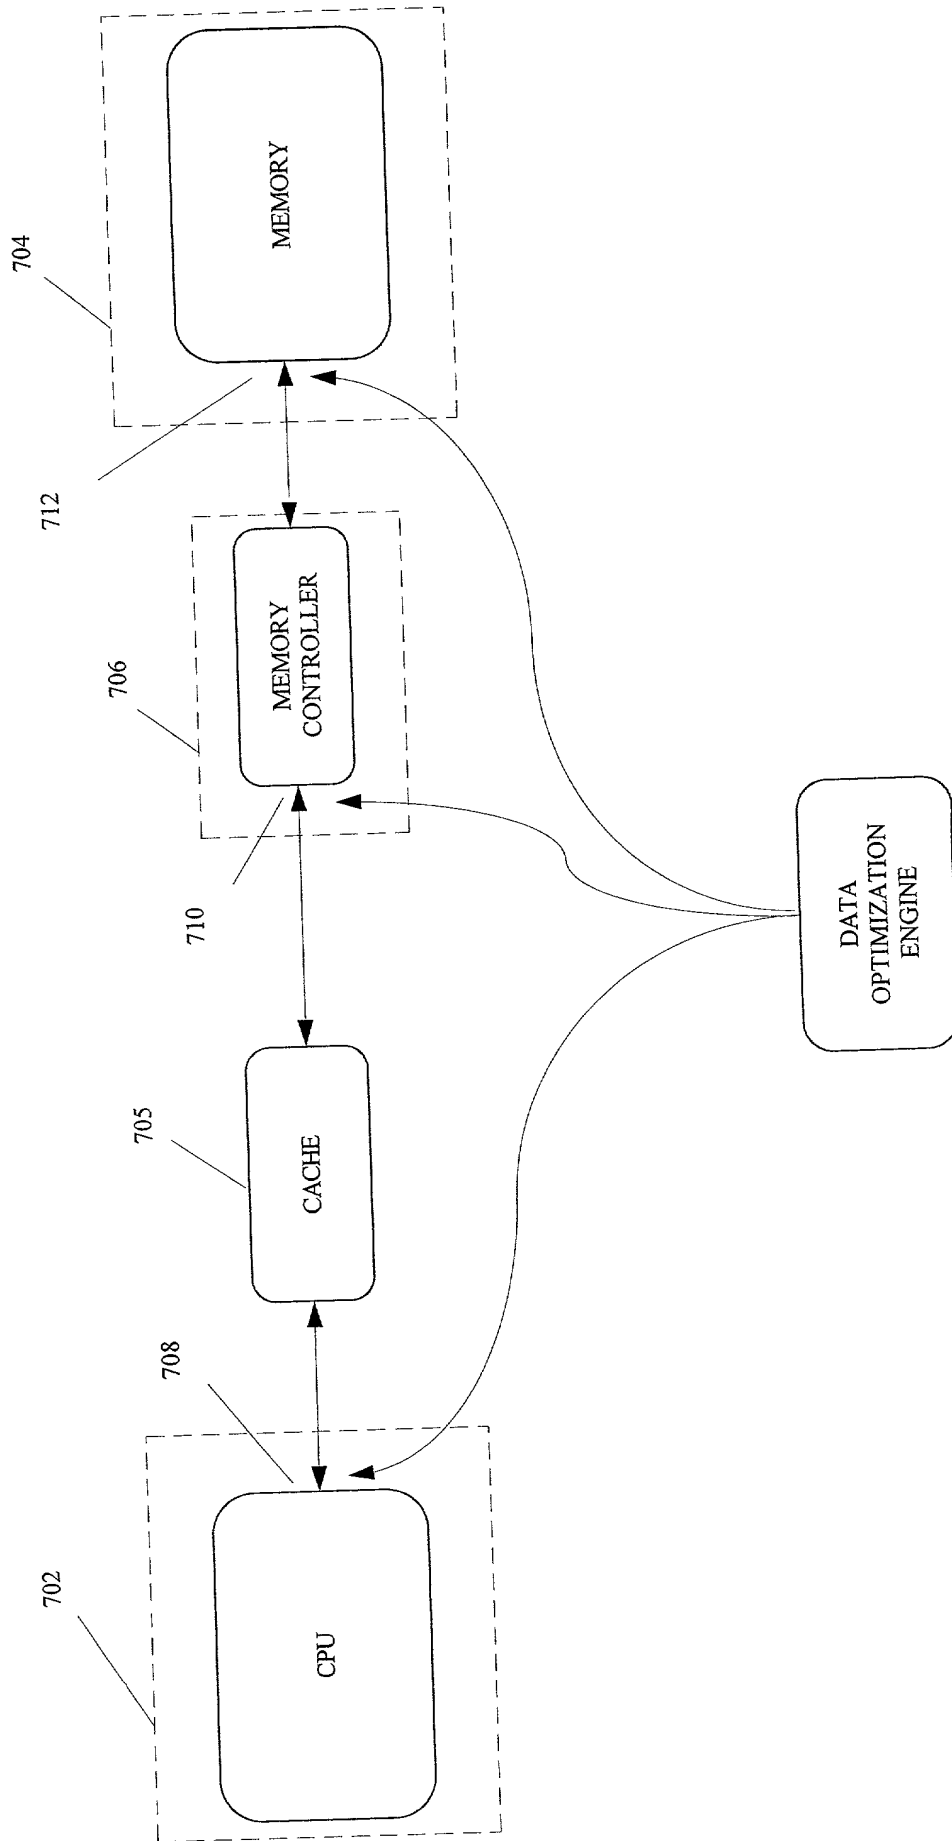 702
708
705
710
706
712
704
CPU
CACHE
MEMORY
CONTROLLER
MEMORY
DATA
OPTIMIZATION
ENGINE